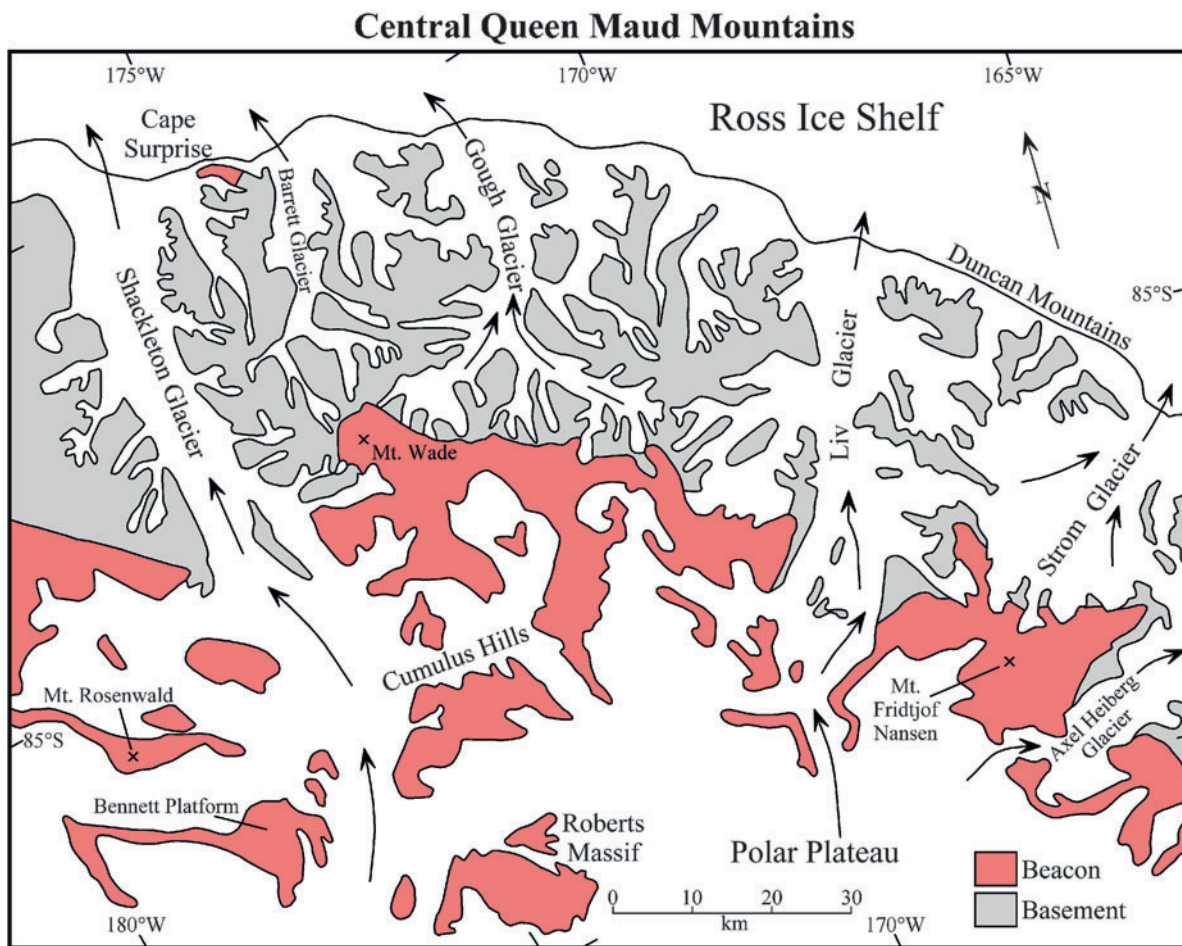 Central Queen Maud Mountains
175°W
170°W
165°W
Cape
Surprise
Ross Ice Shelf
N
Barrett Glacier
Gough Glacier
Shackleton Glacier
Liv Glacier
Duncan Mountains
85°S
Mt. Wade
Strom Glacier
Cumulus Hills
Mt. Rosenwald
85°S
Mt.
Fridtjof
Nansen
Axel Heiberg
Glacier
Bennett Platform
Roberts
Massif
Polar Plateau
Beacon
Basement
0 10 20 30
km
180°W
170°W